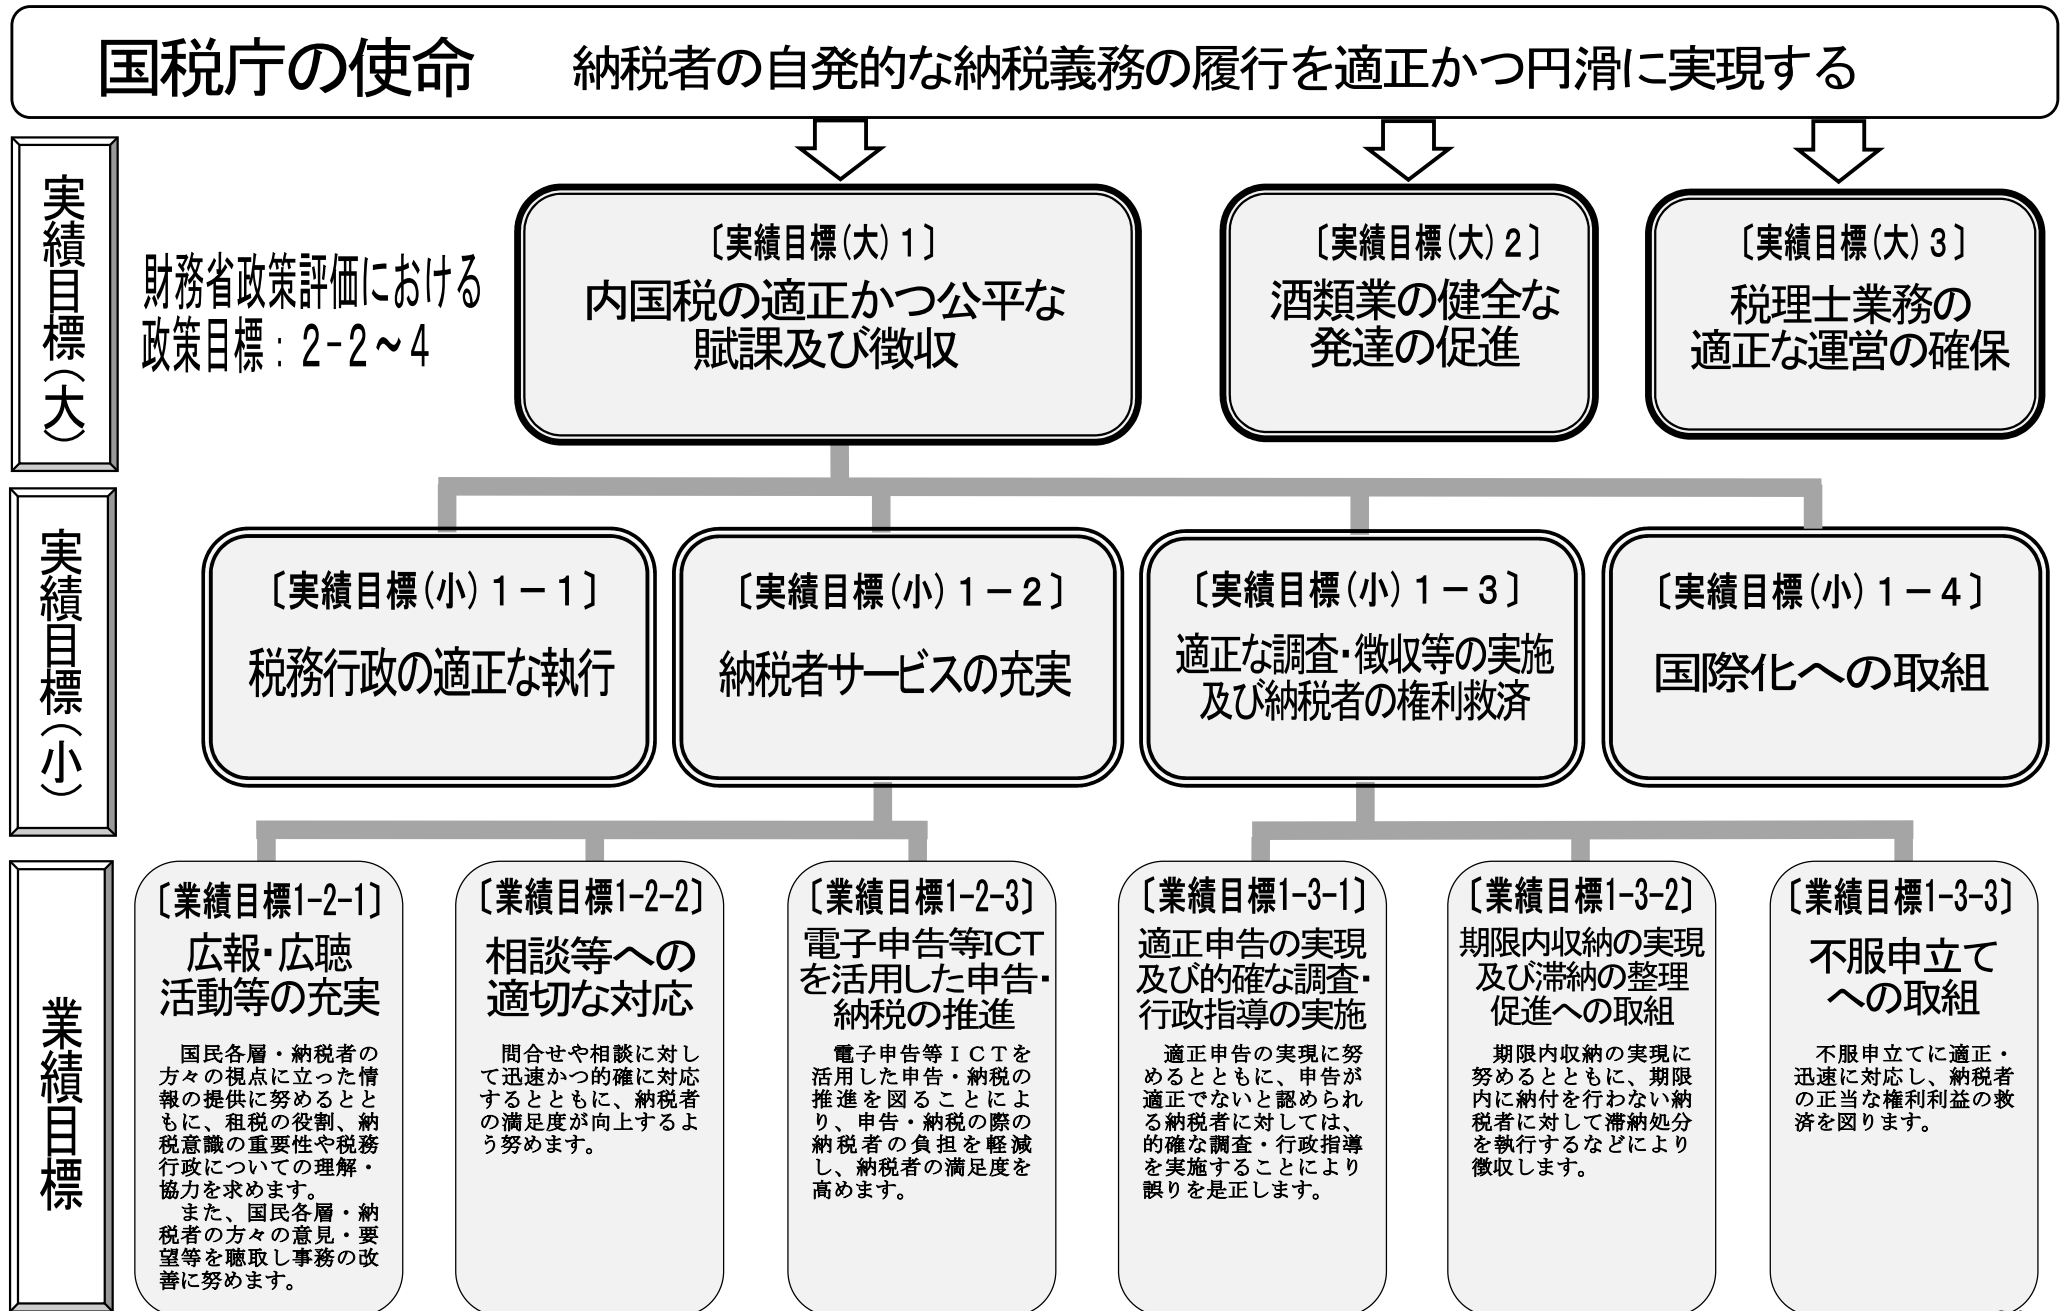 国税庁の使命　納税者の自発的な納税義務の履行を適正かつ円滑に実現する
実績目標(大)
財務省政策評価における
政策目標：２-２～４
〔実績目標(大)１〕
内国税の適正かつ公平な
賦課及び徴収
〔実績目標(大)２〕
酒類業の健全な
発達の促進
〔実績目標(大)３〕
税理士業務の
適正な運営の確保
実績目標(小)
〔実績目標(小)１－１〕
税務行政の適正な執行
〔実績目標(小)１－２〕
納税者サービスの充実
〔実績目標(小)１－３〕
適正な調査・徴収等の実施
及び納税者の権利救済
〔実績目標(小)１－４〕
国際化への取組
業績目標
〔業績目標1-2-1〕
広報・広聴
活動等の充実
国民各層・納税者の
方々の視点に立った情
報の提供に努めるとと
もに、租税の役割、納
税意識の重要性や税務
行政についての理解・
協力を求めます。
また、国民各層・納
税者の方々の意見・要
望等を聴取し事務の改
善に努めます。
〔業績目標1-2-2〕
相談等への
適切な対応
問合せや相談に対し
て迅速かつ的確に対応
するとともに、納税者
の満足度が向上するよ
う努めます。
〔業績目標1-2-3〕
電子申告等ICT
を活用した申告・
納税の推進
電子申告等ＩＣＴを
活用した申告・納税の
推進を図ることによ
り、申告・納税の際の
納税者の負担を軽減
し、納税者の満足度を
高めます。
〔業績目標1-3-1〕
適正申告の実現
及び的確な調査・
行政指導の実施
適正申告の実現に努
めるとともに、申告が
適正でないと認められ
る納税者に対しては、
的確な調査・行政指導
を実施することにより
誤りを是正します。
〔業績目標1-3-2〕
期限内収納の実現
及び滞納の整理
促進への取組
期限内収納の実現に
努めるとともに、期限
内に納付を行わない納
税者に対して滞納処分
を執行するなどにより
徴収します。
〔業績目標1-3-3〕
不服申立て
への取組
不服申立てに適正・
迅速に対応し、納税者
の正当な権利利益の救
済を図ります。